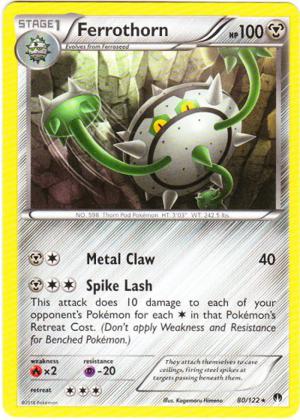 STAGE1
Ferrothorn
HP100
Evolves from Ferroseed
NO. 598 Thorn Pod Pokémon HT: 3'03" WT: 242.5 lbs.
Metal Claw 40
Spike Lash
This attack does 10 damage to each of your
opponent's Pokémon for each in that Pokémon's
Retreat Cost. (Don't apply Weakness and Resistance
for Benched Pokémon.)
weakness
×2
resistance
-20
retreat
They attach themselves to cave
ceilings, firing steel spikes at
targets passing beneath them.
Illus. Kagemaru Himeno
80/122 ★
©2016 Pokémon